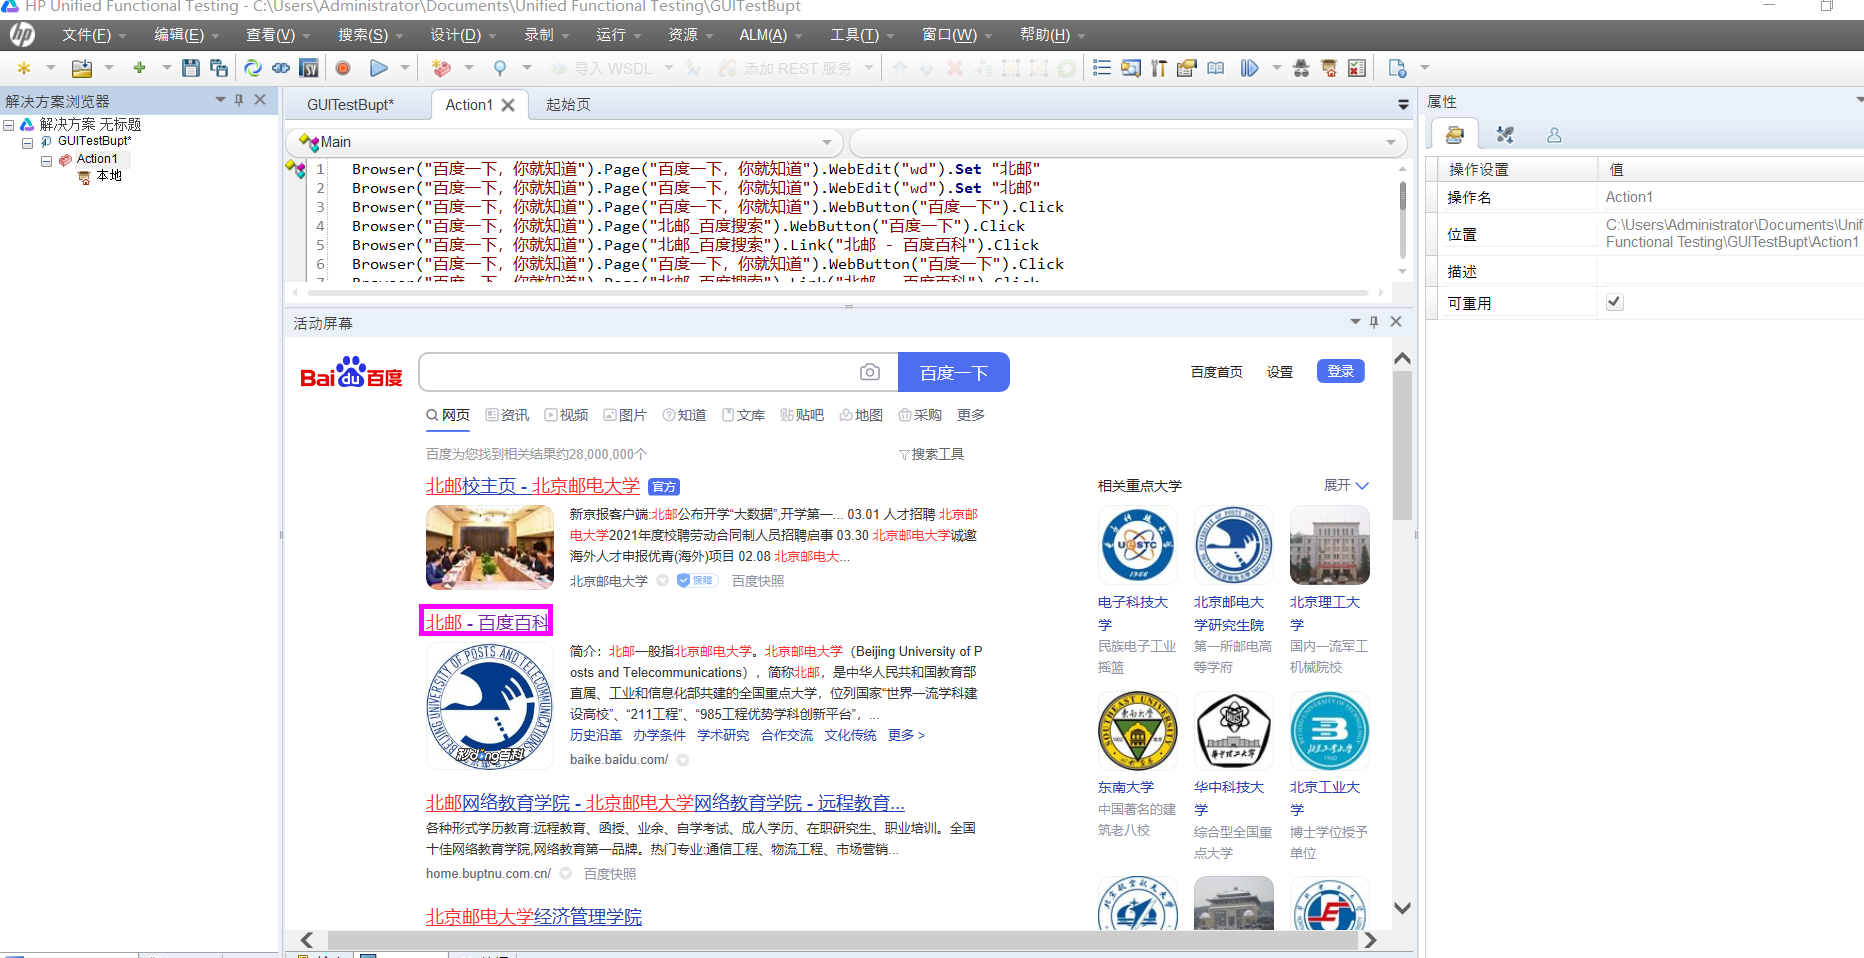 HP Unified Functional Testing - C:\Users\Administrator\Documents\Unified Functional Testing\GUITestBupt
hp 文件(F) 编辑(E) 查看(V) 搜索(S) 设计(D) 录制 运行 资源 ALM(A) 工具(T) 窗口(W) 帮助(H)
导入 WSDL 添加 REST 服务
解决方案浏览器
解决方案 无标题
GUITestBupt*
Action1
本地
GUITestBupt* Action1 起始页
Main
1 Browser("百度一下，你就知道").Page("百度一下，你就知道").WebEdit("wd").Set "北邮"
2 Browser("百度一下，你就知道").Page("百度一下，你就知道").WebEdit("wd").Set "北邮"
3 Browser("百度一下，你就知道").Page("百度一下，你就知道").WebButton("百度一下").Click
4 Browser("百度一下，你就知道").Page("北邮_百度搜索").WebButton("百度一下").Click
5 Browser("百度一下，你就知道").Page("北邮_百度搜索").Link("北邮 - 百度百科").Click
6 Browser("百度一下，你就知道").Page("百度一下，你就知道").WebButton("百度一下").Click
属性
操作设置 值
操作名 Action1
位置 C:\Users\Administrator\Documents\Unif
Functional Testing\GUITestBupt\Action1
描述
可重用
活动屏幕
Bai du 百度 百度一下 百度首页 设置 登录
网页 资讯 视频 图片 知道 文库 贴吧 地图 采购 更多
百度为您找到相关结果约28,000,000个 搜索工具
北邮校主页 - 北京邮电大学 官方
新京报客户端:北邮公布开学“大数据”,开学第一... 03.01 人才招聘 北京邮
电大学2021年度校聘劳动合同制人员招聘启事 03.30 北京邮电大学诚邀
海外人才申报优青(海外)项目 02.08 北京邮电大...
北京邮电大学 保障 百度快照
北邮 - 百度百科
简介：北邮一般指北京邮电大学。北京邮电大学（Beijing University of P
osts and Telecommunications），简称北邮，是中华人民共和国教育部
直属、工业和信息化部共建的全国重点大学，位列国家“世界一流学科建
设高校”、“211工程”、“985工程优势学科创新平台”，...
历史沿革 办学条件 学术研究 合作交流 文化传统 更多 >
baike.baidu.com/
北邮网络教育学院 - 北京邮电大学网络教育学院 - 远程教育...
各种形式学历教育:远程教育、函授、业余、自学考试、成人学历、在职研究生、职业培训。全国
十佳网络教育学院,网络教育第一品牌。热门专业:通信工程、物流工程、市场营销...
home.buptnu.com.cn/ 百度快照
北京邮电大学经济管理学院
相关重点大学 展开
电子科技大
学
民族电子工业
摇篮
北京邮电大
学研究生院
第一所邮电高
等学府
北京理工大
学
国内一流军工
机械院校
东南大学
中国著名的建
筑老八校
华中科技大
学
综合型全国重
点大学
北京工业大
学
博士学位授予
单位